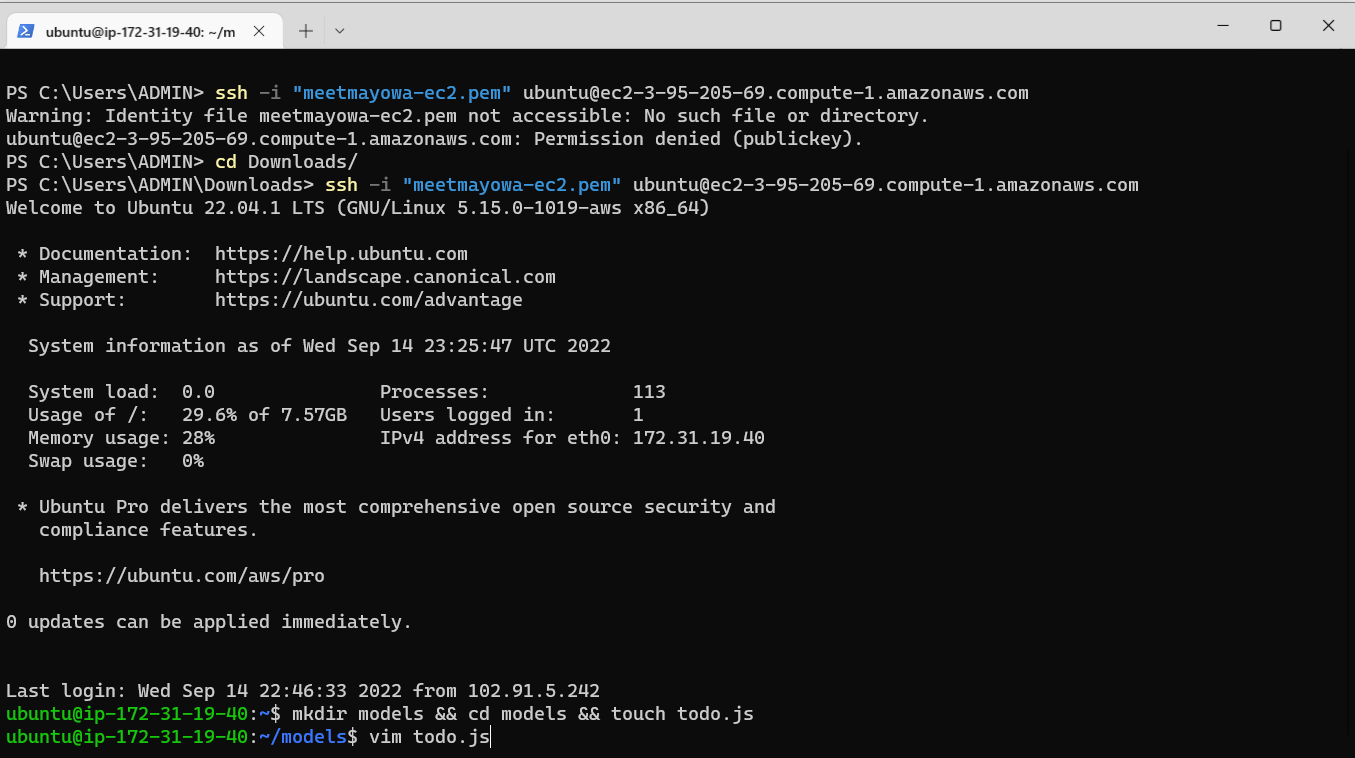 ubuntu@ip-172-31-19-40: ~/m
PS C:\Users\ADMIN> ssh -i "meetmayowa-ec2.pem" ubuntu@ec2-3-95-205-69.compute-1.amazonaws.com
Warning: Identity file meetmayowa-ec2.pem not accessible: No such file or directory.
ubuntu@ec2-3-95-205-69.compute-1.amazonaws.com: Permission denied (publickey).
PS C:\Users\ADMIN> cd Downloads/
PS C:\Users\ADMIN\Downloads> ssh -i "meetmayowa-ec2.pem" ubuntu@ec2-3-95-205-69.compute-1.amazonaws.com
Welcome to Ubuntu 22.04.1 LTS (GNU/Linux 5.15.0-1019-aws x86_64)
* Documentation:  https://help.ubuntu.com
* Management:     https://landscape.canonical.com
* Support:        https://ubuntu.com/advantage
System information as of Wed Sep 14 23:25:47 UTC 2022
System load:  0.0               Processes:             113
Usage of /:   29.6% of 7.57GB   Users logged in:       1
Memory usage: 28%               IPv4 address for eth0: 172.31.19.40
Swap usage:   0%
* Ubuntu Pro delivers the most comprehensive open source security and
compliance features.
https://ubuntu.com/aws/pro
0 updates can be applied immediately.
Last login: Wed Sep 14 22:46:33 2022 from 102.91.5.242
ubuntu@ip-172-31-19-40:~$ mkdir models && cd models && touch todo.js
ubuntu@ip-172-31-19-40:~/models$ vim todo.js